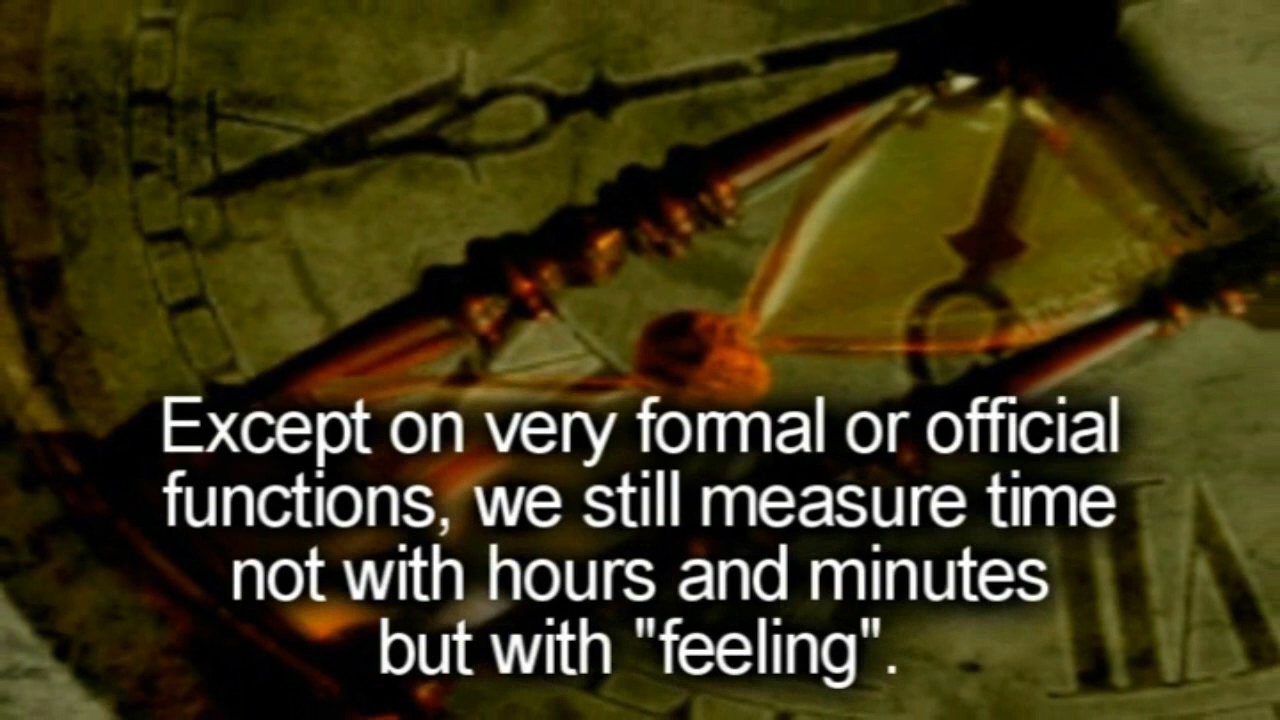 Except on very formal or official
functions, we still measure time
not with hours and minutes
but with "feeling".